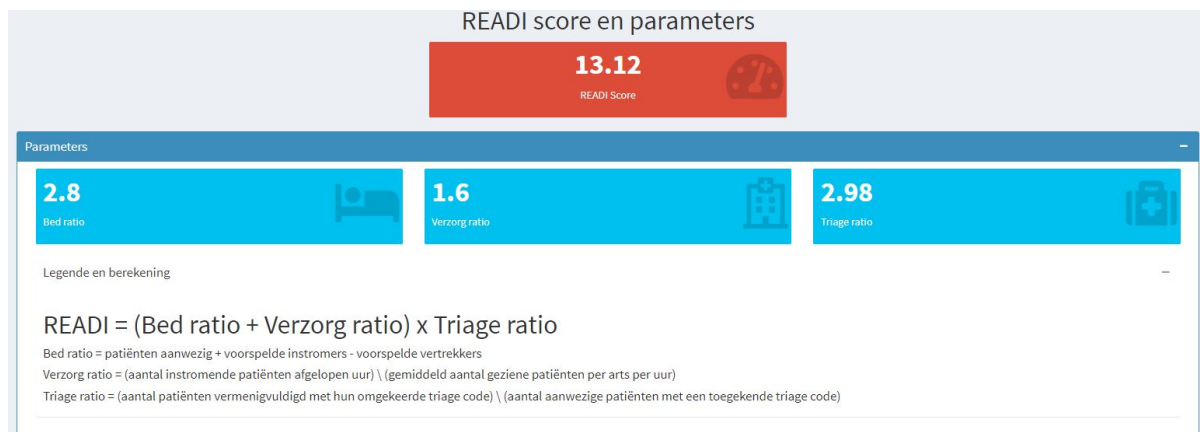 READI score en parameters
13.12
READI Score
Parameters
2.8
Bed ratio
1.6
Verzorg ratio
2.98
Triage ratio
Legende en berekening
READI = (Bed ratio + Verzorg ratio) x Triage ratio
Bed ratio = patiënten aanwezig + voorspelde instromers - voorspelde vertrekkers
Verzorg ratio = (aantal instromende patiënten afgelopen uur) \ (gemiddeld aantal geziene patiënten per arts per uur)
Triage ratio = (aantal patiënten vermenigvuldigd met hun omgekeerde triage code) \ (aantal aanwezige patiënten met een toegekende triage code)